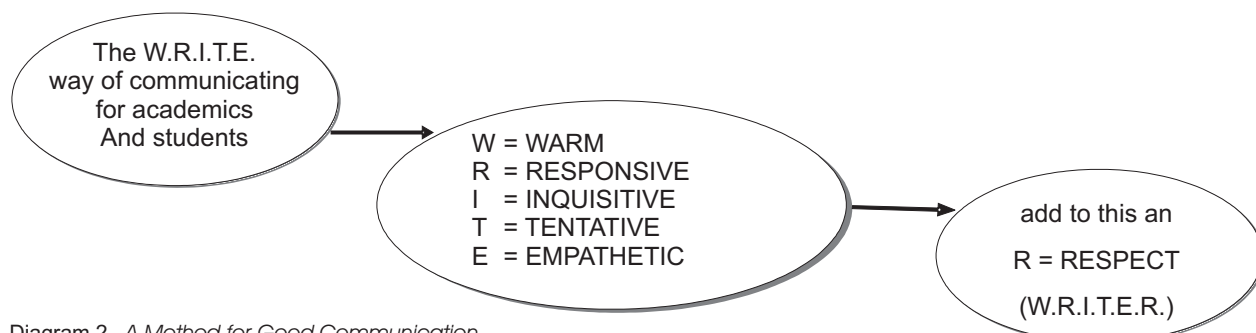 The W.R.I.T.E.
way of communicating
for academics
And students
W = WARM
R = RESPONSIVE
I = INQUISITIVE
T = TENTATIVE
E = EMPATHETIC
add to this an
R = RESPECT
(W.R.I.T.E.R.)
Diagram 2 A Method for Good Communication